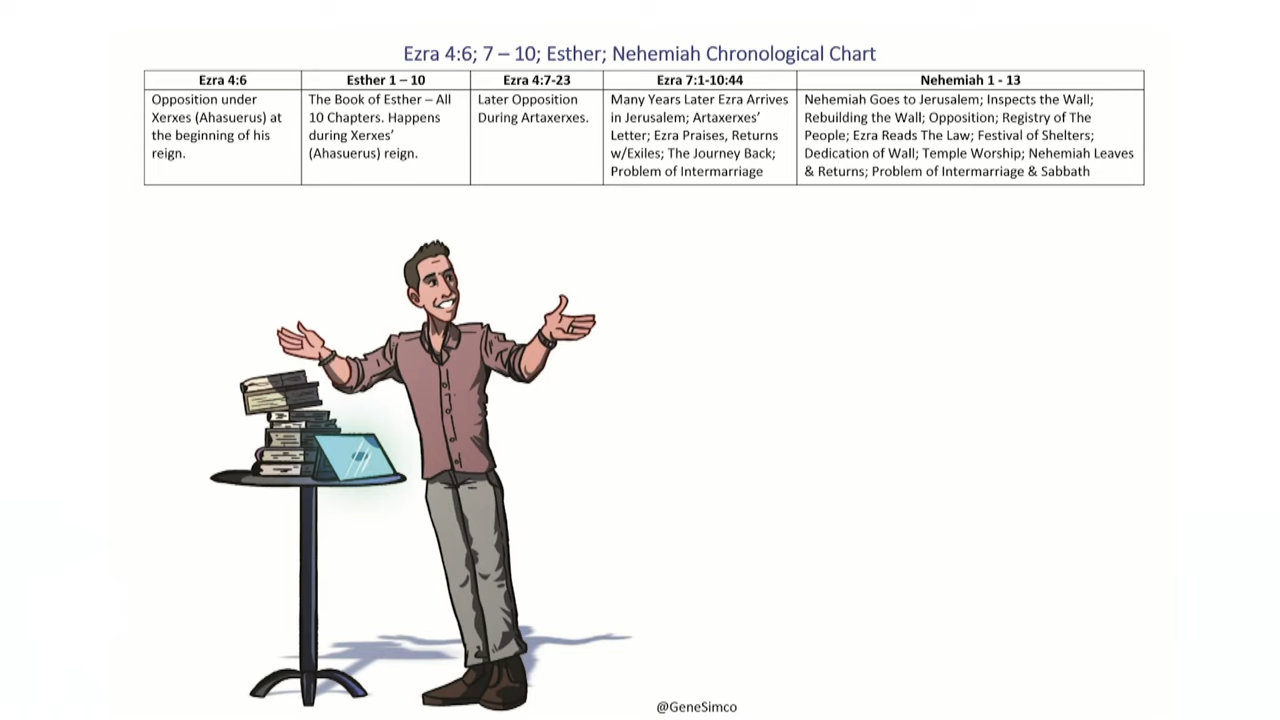 Ezra 4:6; 7 – 10; Esther; Nehemiah Chronological Chart
Ezra 4:6
Opposition under
Xerxes (Ahasuerus) at
the beginning of his
reign.
Esther 1 – 10
The Book of Esther – All
10 Chapters. Happens
during Xerxes’
(Ahasuerus) reign.
Ezra 4:7-23
Later Opposition
During Artaxerxes.
Ezra 7:1-10:44
Many Years Later Ezra Arrives
in Jerusalem; Artaxerxes’
Letter; Ezra Praises, Returns
w/Exiles; The Journey Back;
Problem of Intermarriage
Nehemiah 1 - 13
Nehemiah Goes to Jerusalem; Inspects the Wall;
Rebuilding the Wall; Opposition; Registry of The
People; Ezra Reads The Law; Festival of Shelters;
Dedication of Wall; Temple Worship; Nehemiah Leaves
& Returns; Problem of Intermarriage & Sabbath
@GeneSimco